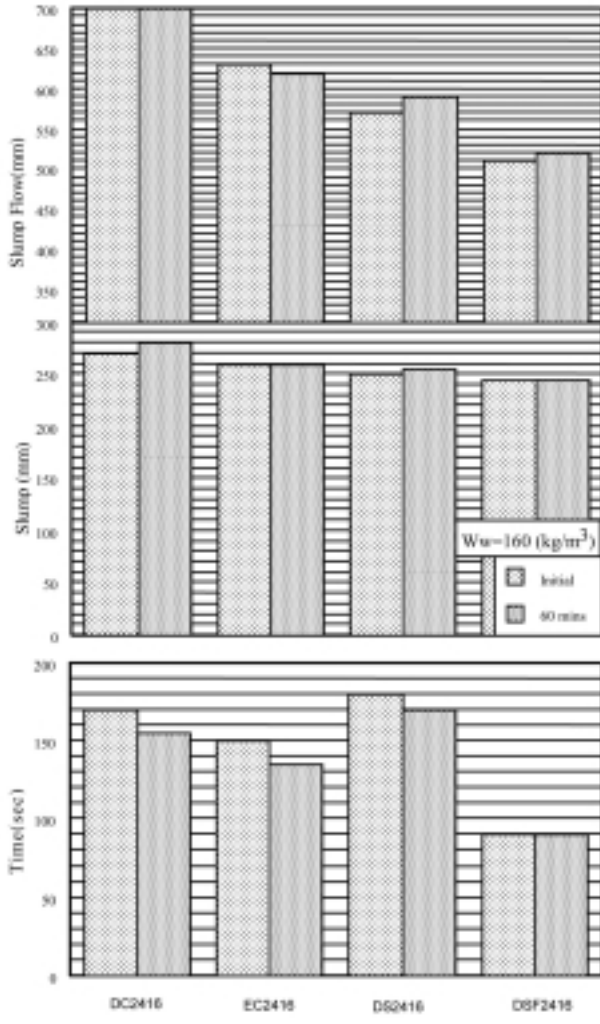 700
650
600
550
500
450
400
350
300
Slump Flow(mm)
250
200
150
100
50
0
Slump (mm)
Ww=160 (kg/m³)
Initial
60 mins
200
150
100
50
0
Time(sec)
DC2416
EC2416
DS2416
DSF2416